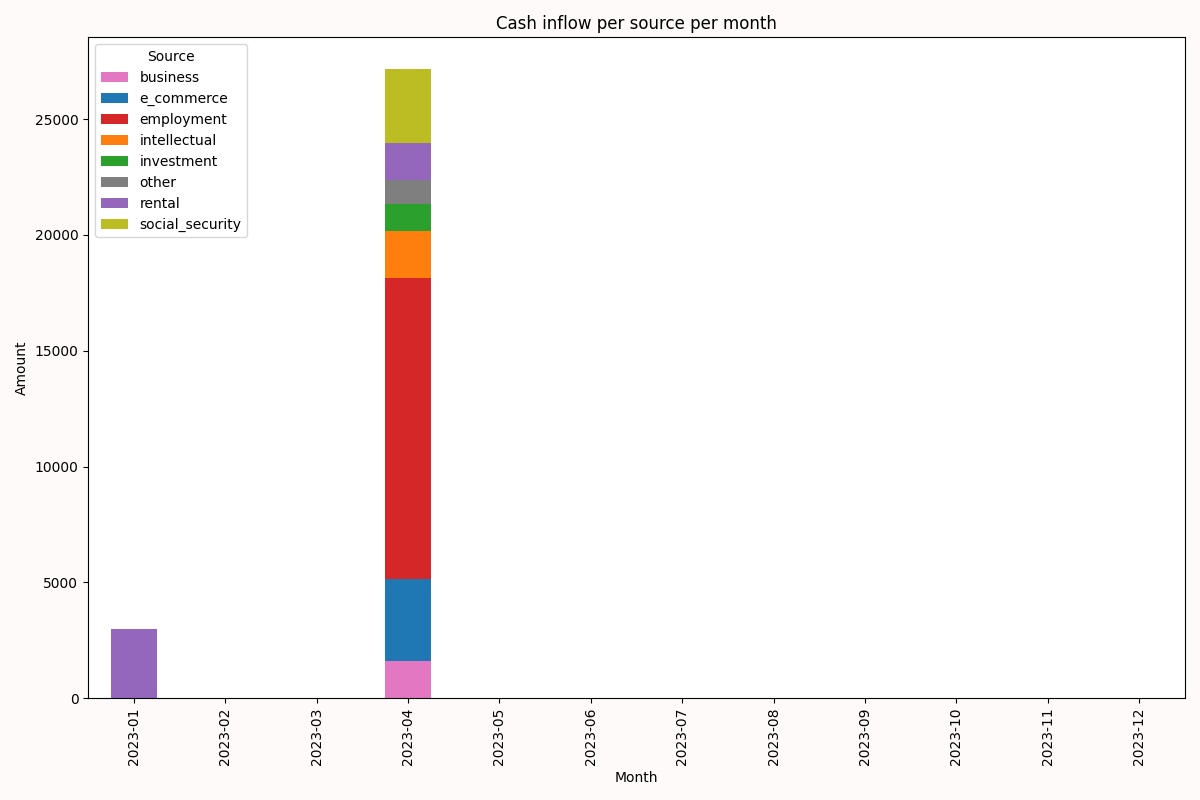 Cash inflow per source per month
Source
business
e_commerce
employment
intellectual
investment
other
rental
social_security
Amount
25000
20000
15000
10000
5000
0
2023-01
2023-02
2023-03
2023-04
2023-05
2023-06
2023-07
2023-08
2023-09
2023-10
2023-11
2023-12
Month